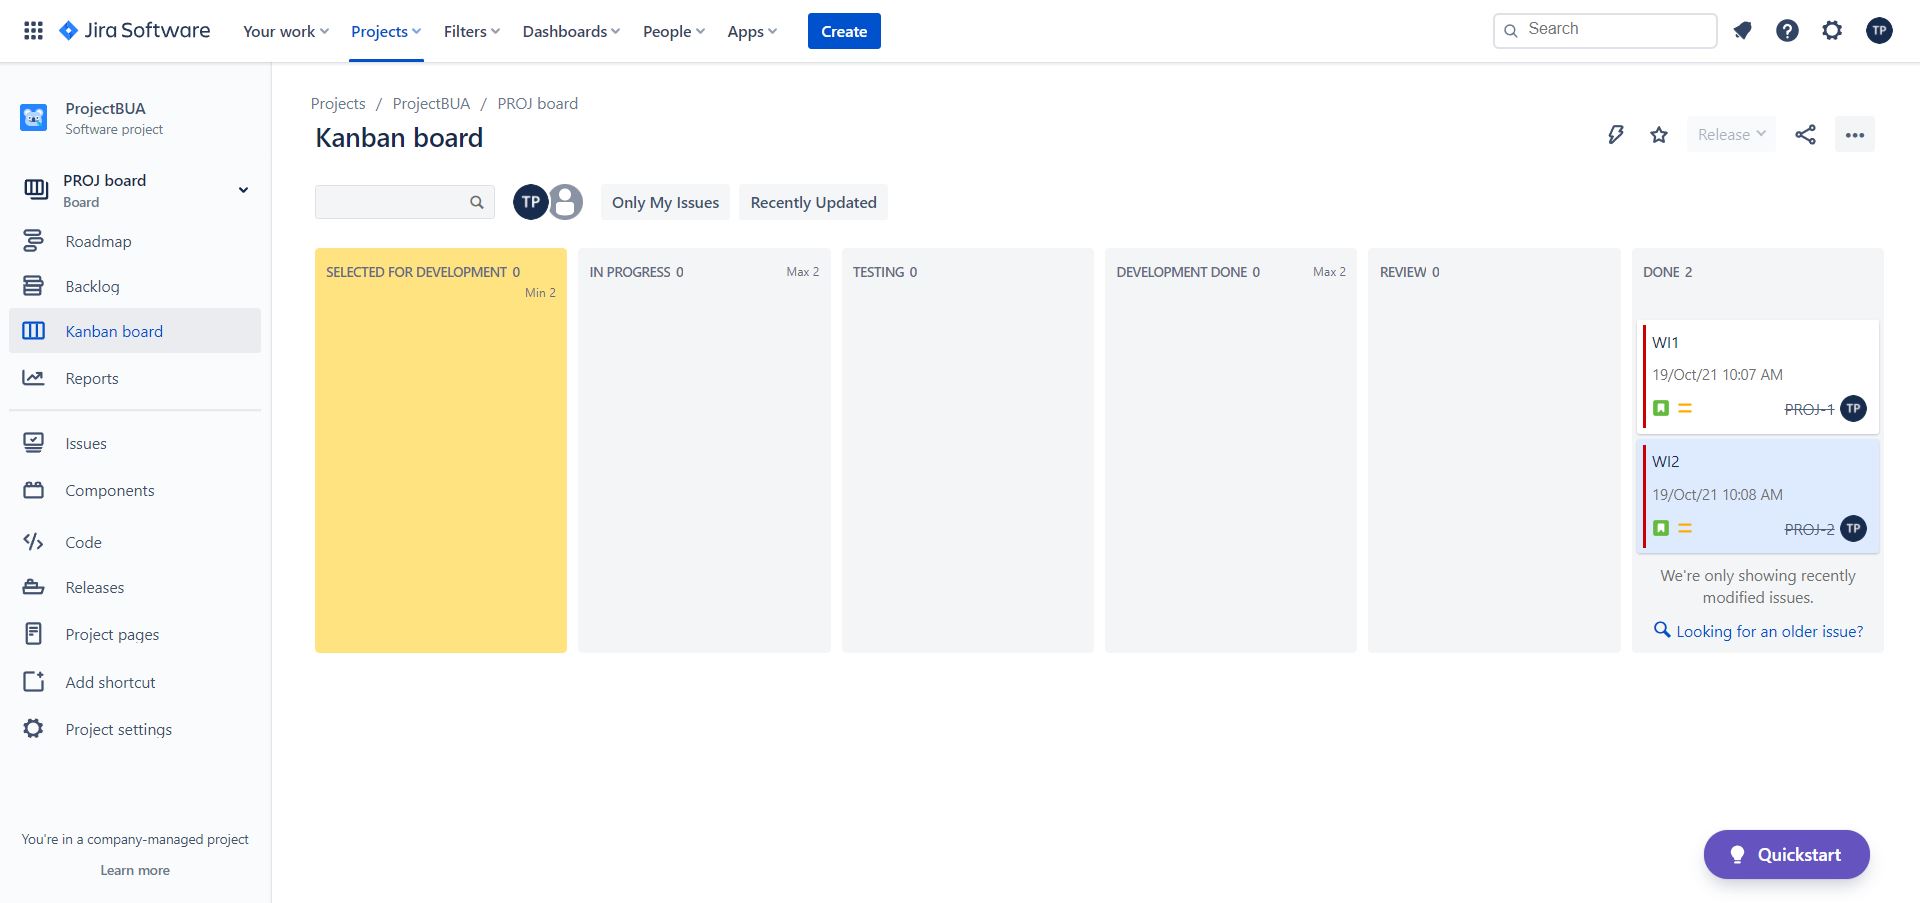 Jira Software
Your work
Projects
Filters
Dashboards
People
Apps
Create
Search
TP
ProjectBUA
Software project
PROJ board
Board
Roadmap
Backlog
Kanban board
Reports
Issues
Components
Code
Releases
Project pages
Add shortcut
Project settings
You're in a company-managed project
Learn more
Projects / ProjectBUA / PROJ board
Kanban board
Release
TP
Only My Issues
Recently Updated
SELECTED FOR DEVELOPMENT 0
Min 2
IN PROGRESS 0
Max 2
TESTING 0
DEVELOPMENT DONE 0
Max 2
REVIEW 0
DONE 2
WI1
19/Oct/21 10:07 AM
PROJ-1
TP
WI2
19/Oct/21 10:08 AM
PROJ-2
TP
We're only showing recently
modified issues.
Looking for an older issue?
Quickstart